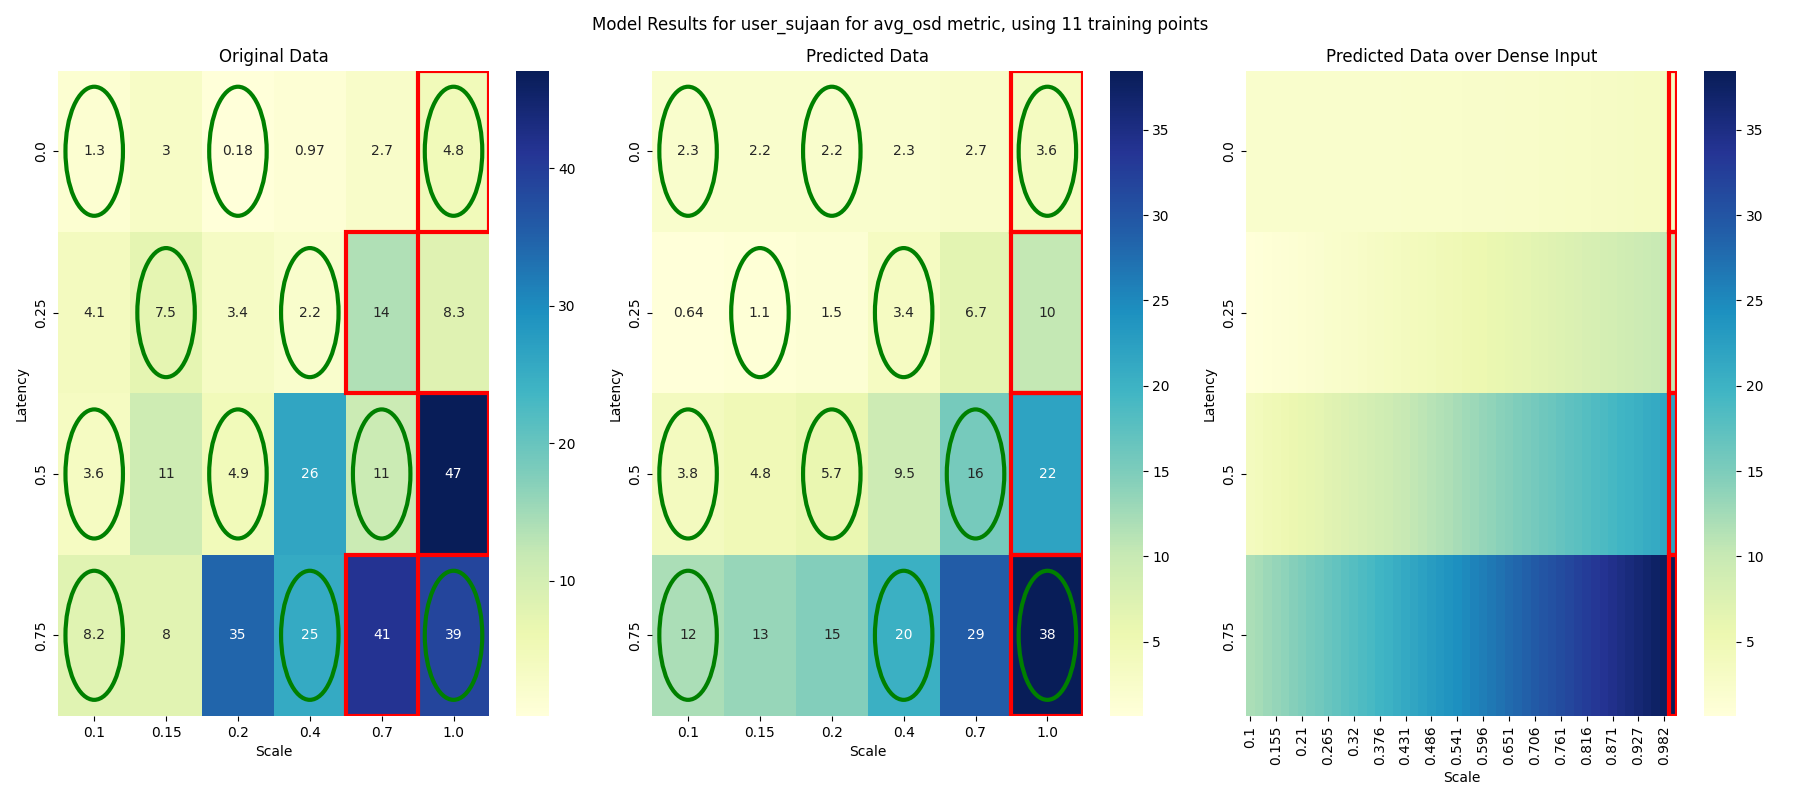 Model Results for user_sujaan for avg_osd metric, using 11 training points
Original Data
Latency
0.0
0.25
0.5
0.75
1.3 3 0.18 0.97 2.7 4.8
4.1 7.5 3.4 2.2 14 8.3
3.6 11 4.9 26 11 47
8.2 8 35 25 41 39
0.1 0.15 0.2 0.4 0.7 1.0
Scale
40
30
20
10
Predicted Data
Latency
0.0
0.25
0.5
0.75
2.3 2.2 2.2 2.3 2.7 3.6
0.64 1.1 1.5 3.4 6.7 10
3.8 4.8 5.7 9.5 16 22
12 13 15 20 29 38
0.1 0.15 0.2 0.4 0.7 1.0
Scale
35
30
25
20
15
10
5
Predicted Data over Dense Input
Latency
0.0
0.25
0.5
0.75
0.1 0.155 0.21 0.265 0.32 0.376 0.431 0.486 0.541 0.596 0.651 0.706 0.761 0.816 0.871 0.927 0.982
Scale
35
30
25
20
15
10
5